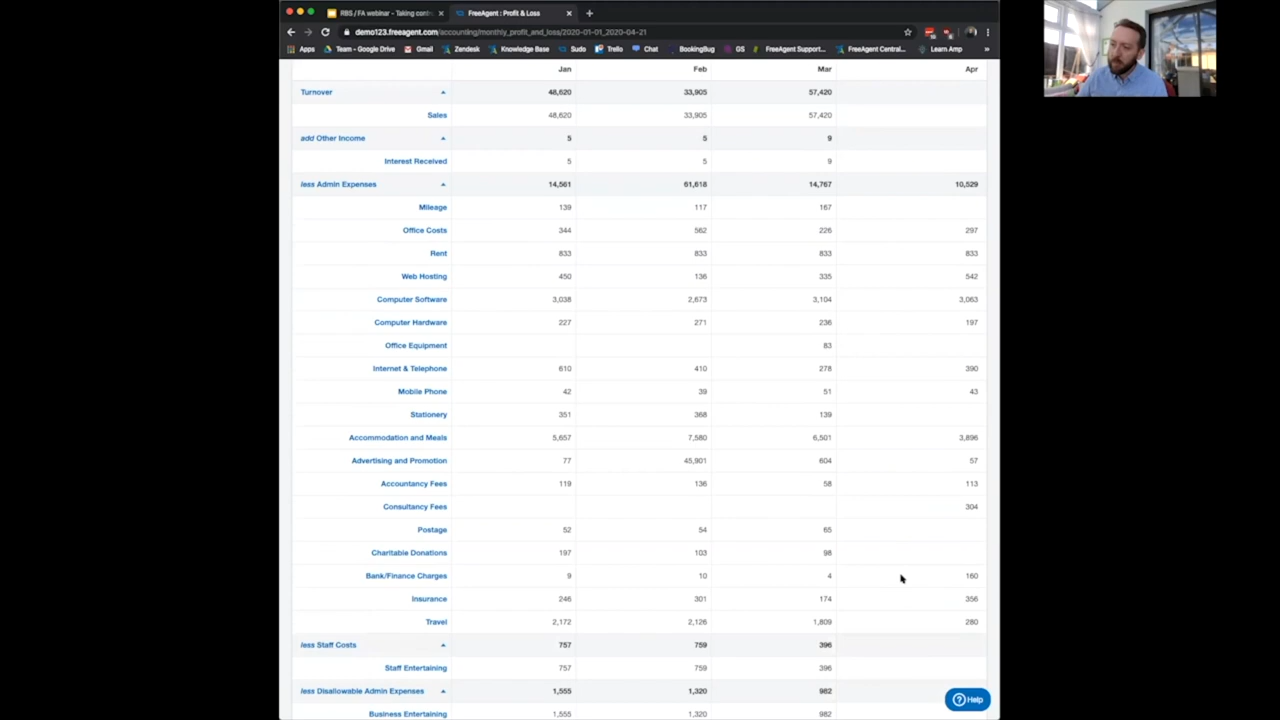 RBS / FA webinar - Taking contr
FreeAgent : Profit & Loss
demo123.freeagent.com/accounting/monthly_profit_and_loss/2020-01-01_2020-04-21
Apps Team - Google Drive Gmail Zendesk Knowledge Base Sudo Trello Chat BookingBug GS FreeAgent Support... FreeAgent Central... Learn Amp »
Jan Feb Mar Apr
Turnover 48,620 33,905 57,420
Sales 48,620 33,905 57,420
add Other Income 5 5 9
Interest Received 5 5 9
less Admin Expenses 14,561 61,618 14,767 10,529
Mileage 139 117 167
Office Costs 344 562 226 297
Rent 833 833 833 833
Web Hosting 450 136 335 542
Computer Software 3,038 2,673 3,104 3,063
Computer Hardware 227 271 236 197
Office Equipment 83
Internet & Telephone 610 410 278 390
Mobile Phone 42 39 51 43
Stationery 351 368 139
Accommodation and Meals 5,657 7,580 6,501 3,896
Advertising and Promotion 77 45,901 604 57
Accountancy Fees 119 136 58 113
Consultancy Fees 304
Postage 52 54 65
Charitable Donations 197 103 98
Bank/Finance Charges 9 10 4 160
Insurance 246 301 174 356
Travel 2,172 2,126 1,809 280
less Staff Costs 757 759 396
Staff Entertaining 757 759 396
less Disallowable Admin Expenses 1,555 1,320 982
Business Entertaining 1,555 1,320 982
Help